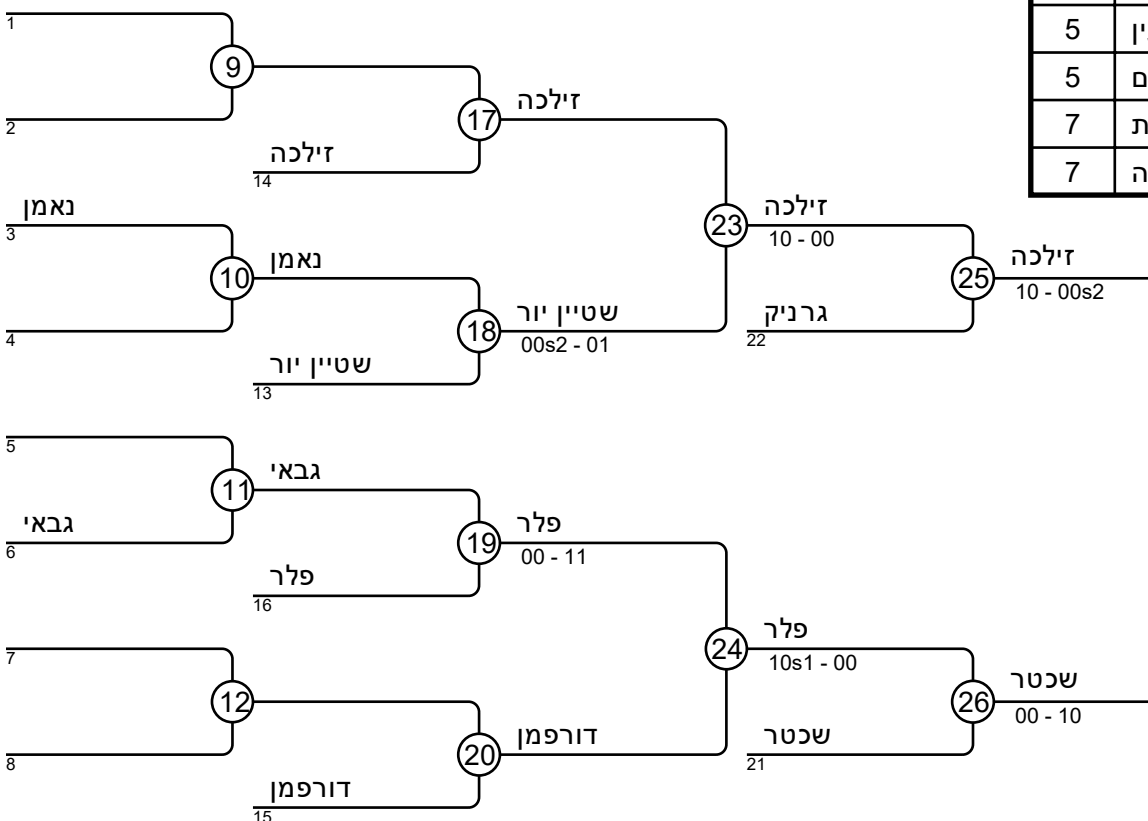 1
9
2
17
זילכה
זילכה
14
נאמן
3
10
נאמן
4
18
שטיין יור
00s2 - 01
שטיין יור
13
23
זילכה
10 - 00
גרניק
22
25
זילכה
10 - 00s2
5
11
גבאי
גבאי
6
19
פלר
00 - 11
פלר
16
7
12
8
20
דורפמן
דורפמן
15
24
פלר
10s1 - 00
שכטר
21
26
שכטר
00 - 10
5
5
7
7